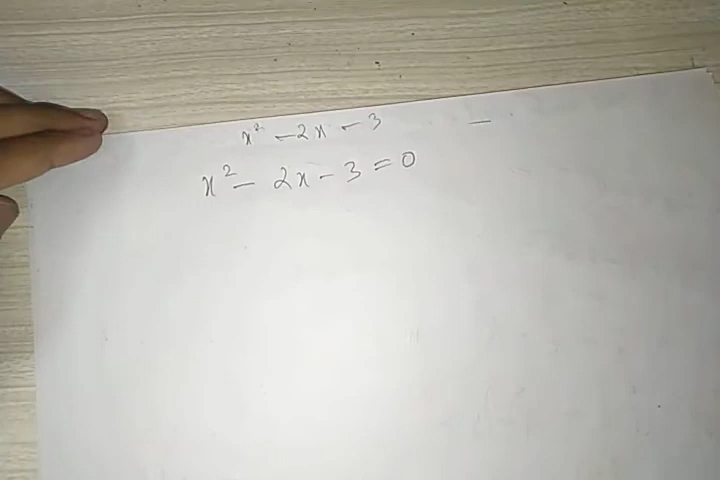 x² - 2x - 3 -
x² - 2x - 3 = 0